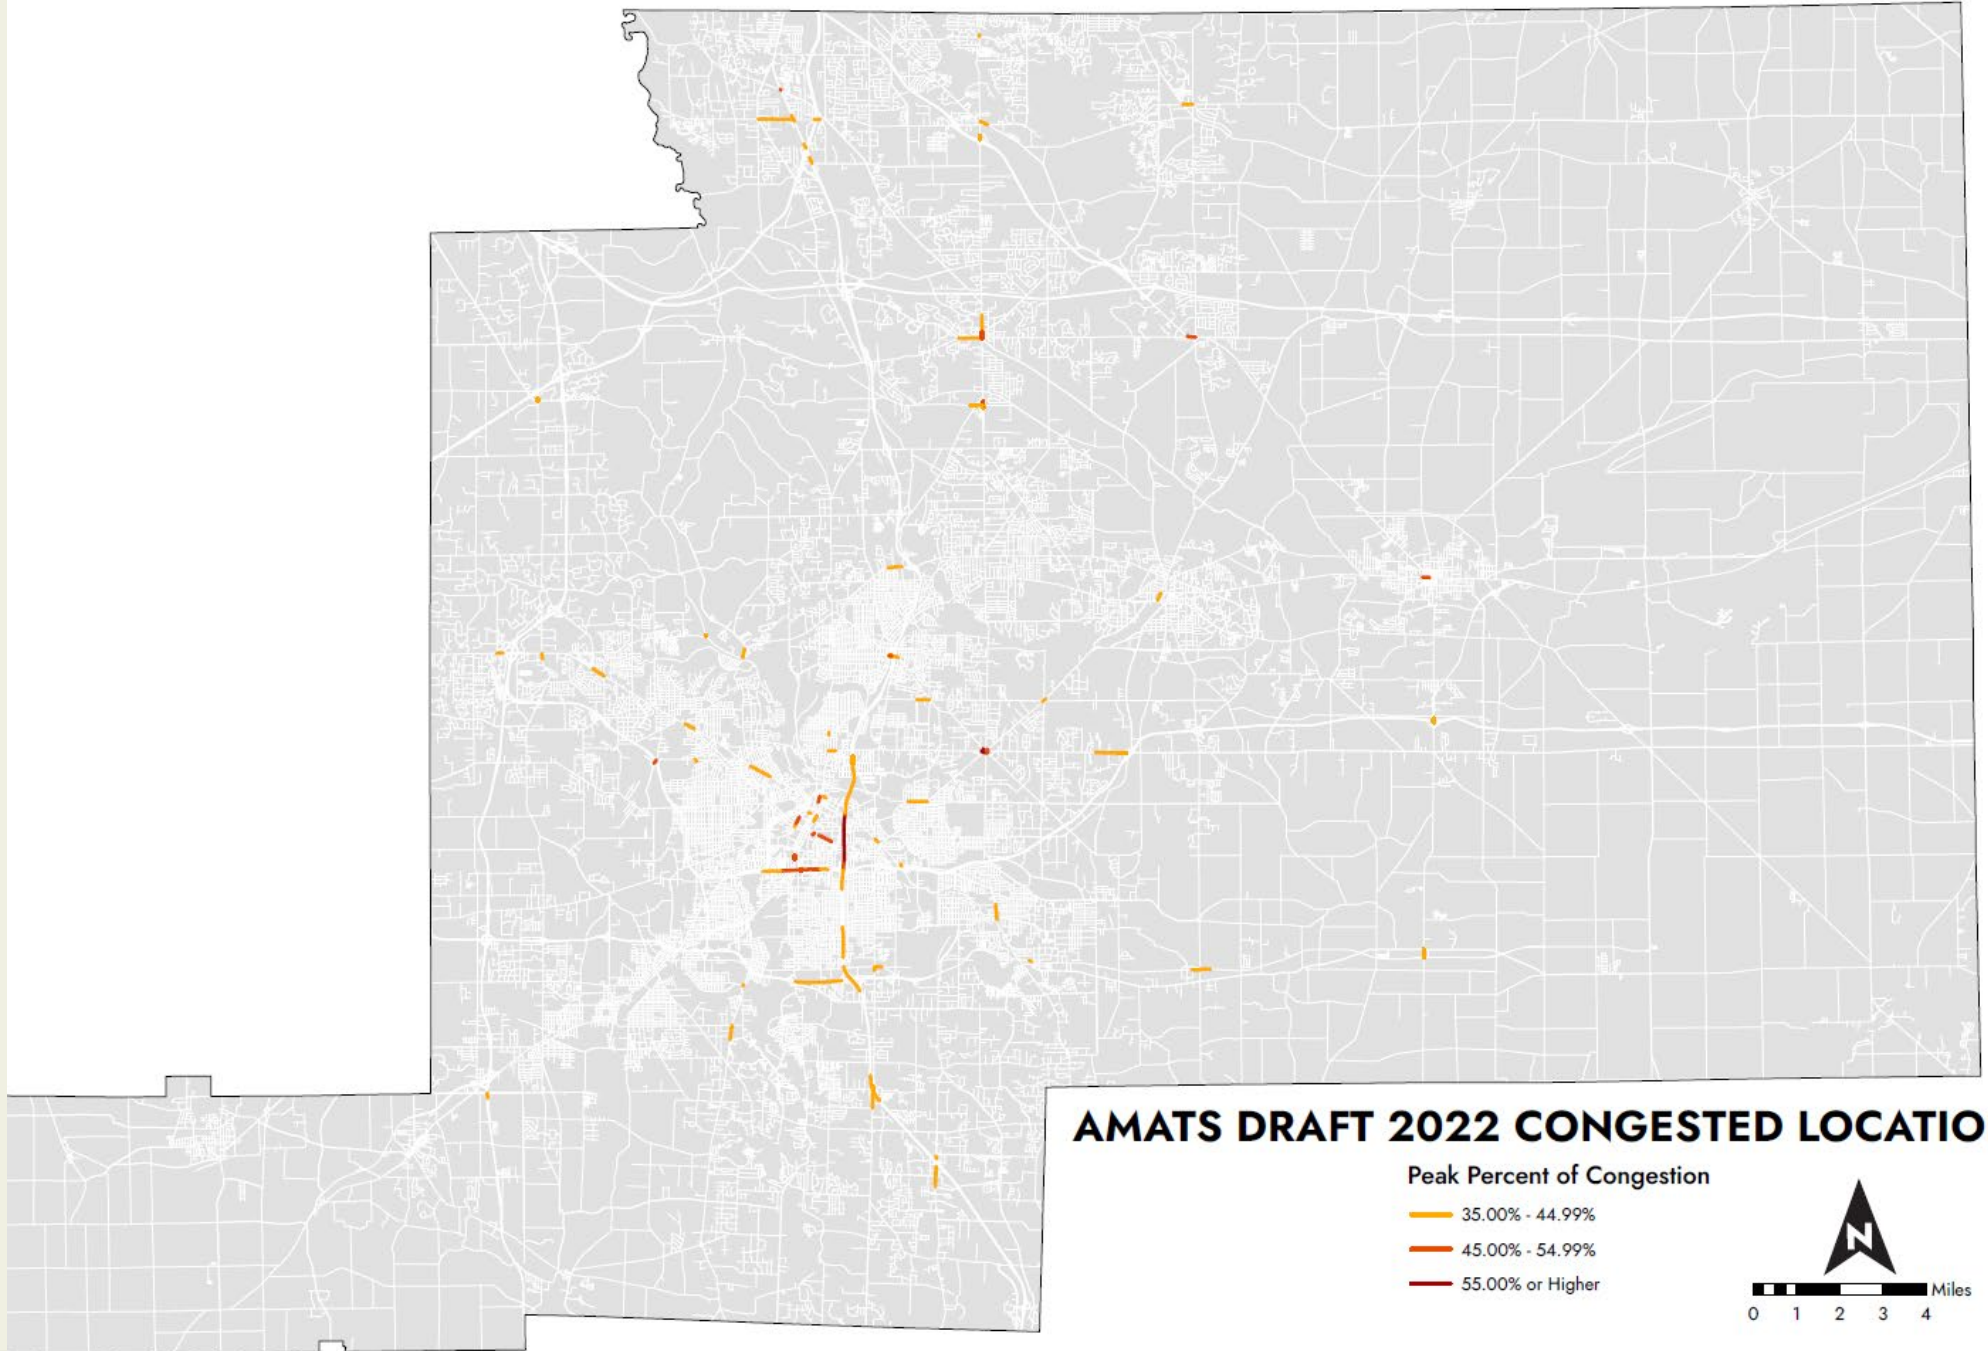 AMATS DRAFT 2022 CONGESTED LOCATIO
Peak Percent of Congestion
35.00% - 44.99%
45.00% - 54.99%
55.00% or Higher
N
Miles
0 1 2 3 4